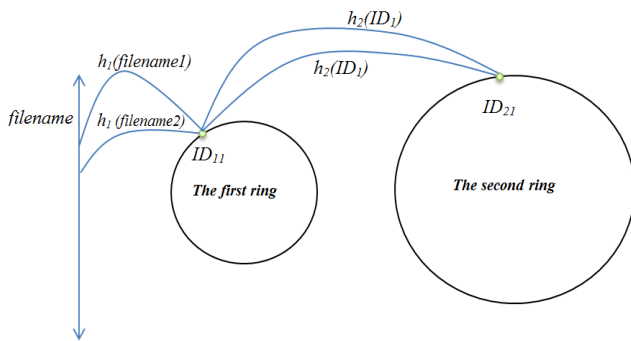 h₂(ID₁)
h₁(filename1)
h₂(ID₁)
filename
h₁ (filename2)
ID₂₁
ID₁₁
The first ring
The second ring